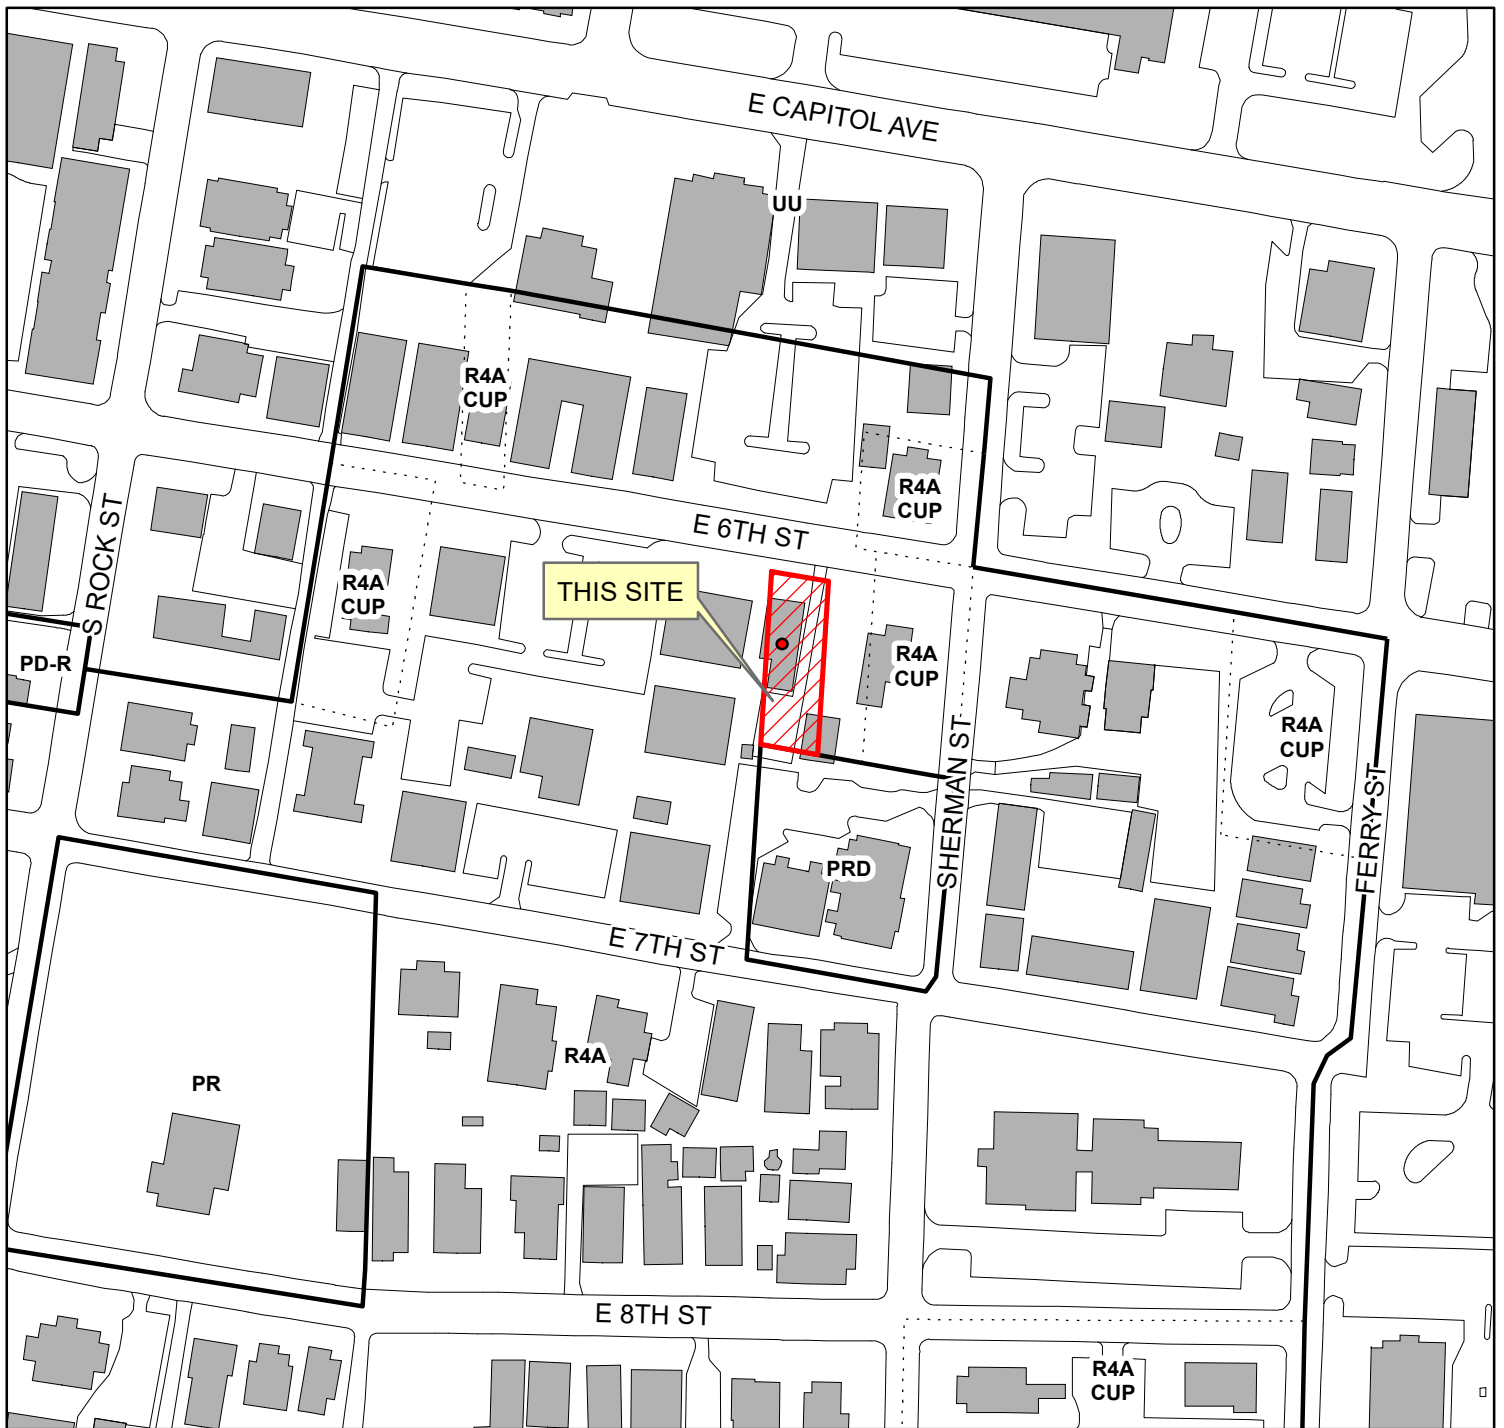 E CAPITOL AVE
UU
R4A
CUP
R4A
CUP
S ROCK ST
E 6TH ST
R4A
CUP
THIS SITE
PD-R
R4A
CUP
R4A
CUP
SHERMAN ST
FERRY ST
PRD
E 7TH ST
R4A
PR
E 8TH ST
R4A
CUP